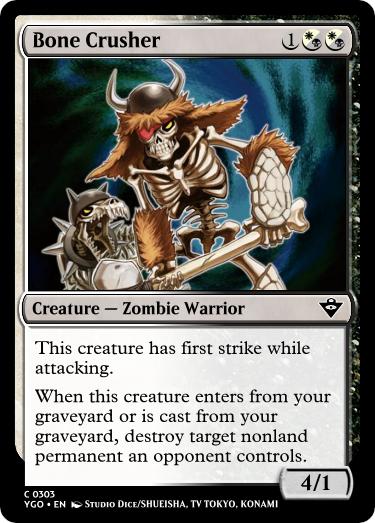 Bone Crusher 1
Creature — Zombie Warrior
This creature has first strike while
attacking.
When this creature enters from your
graveyard or is cast from your
graveyard, destroy target nonland
permanent an opponent controls.
4/1
C 0303
YGO • EN Studio Dice/SHUEISHA, TV TOKYO, KONAMI